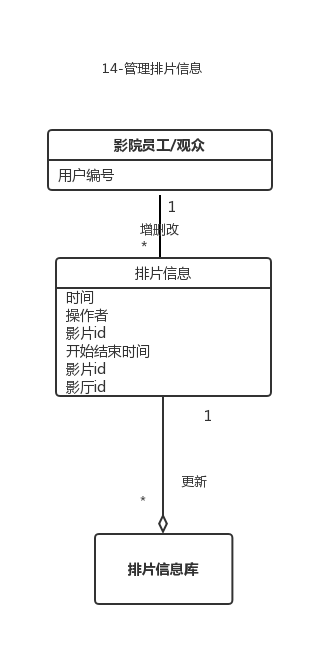 14-管理排片信息
影院员工/观众
用户编号
1
增删改
*
排片信息
时间
操作者
影片id
开始结束时间
影片id
影厅id
1
更新
*
排片信息库